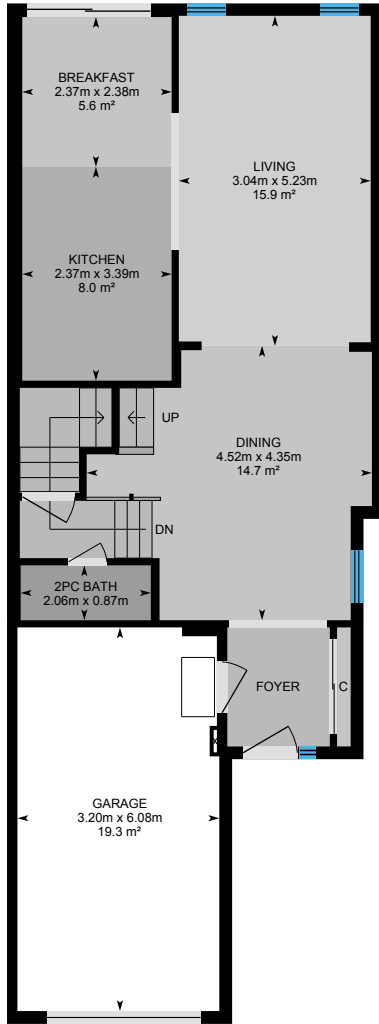 BREAKFAST
2.37m x 2.38m
5.6 m²
LIVING
3.04m x 5.23m
15.9 m²
KITCHEN
2.37m x 3.39m
8.0 m²
UP
DINING
4.52m x 4.35m
14.7 m²
DN
2PC BATH
2.06m x 0.87m
FOYER
C
GARAGE
3.20m x 6.08m
19.3 m²